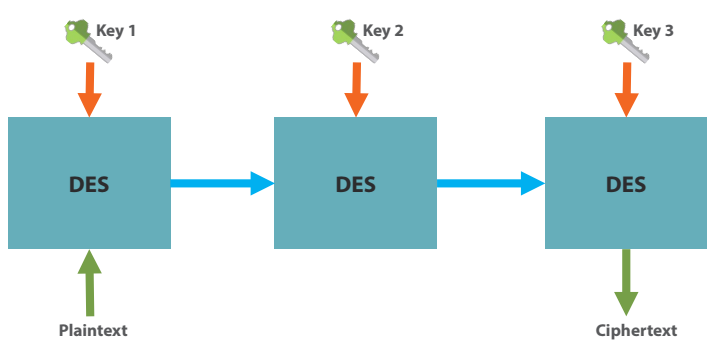 Key 1
Key 2
Key 3
DES
DES
DES
Plaintext
Ciphertext